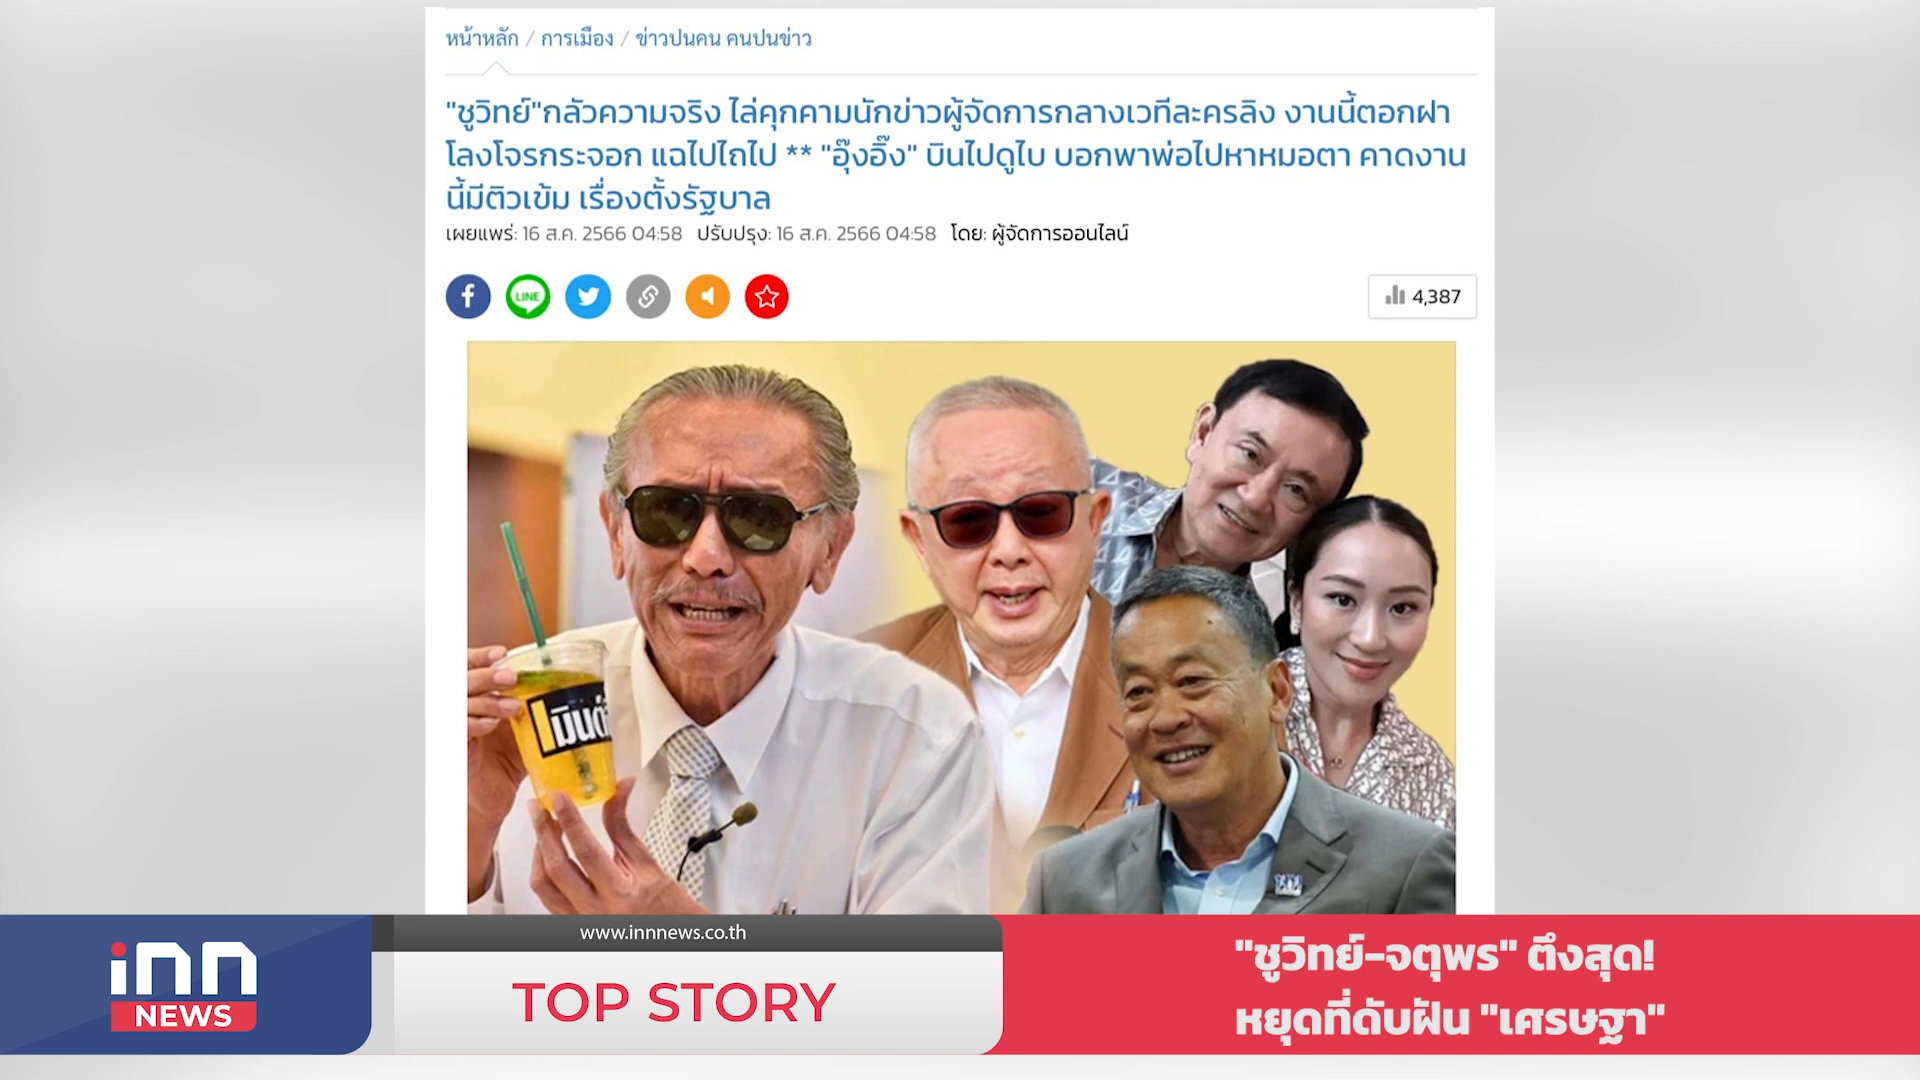 หน้าหลัก / การเมือง / ข่าวปนคน คนปนข่าว
"ชูวิทย์"กลัวความจริง ไล่คุกคามนักข่าวผู้จัดการกลางเวทีละครลิง งานนี้ตอกฝา
โลงโจรกระจอก แฉไปไถไป ** "อุ๊งอิ๊ง" บินไปดูไบ บอกพาพ่อไปหาหมอตา คาดงาน
นี้มีติวเข้ม เรื่องตั้งรัฐบาล
เผยแพร่: 16 ส.ค. 2566 04:58 ปรับปรุง: 16 ส.ค. 2566 04:58 โดย: ผู้จัดการออนไลน์
LINE
4,387
inn
NEWS
www.innnews.co.th
TOP STORY
"ชูวิทย์-จตุพร" ตึงสุด!
หยุดที่ดับฝัน "เศรษฐา"